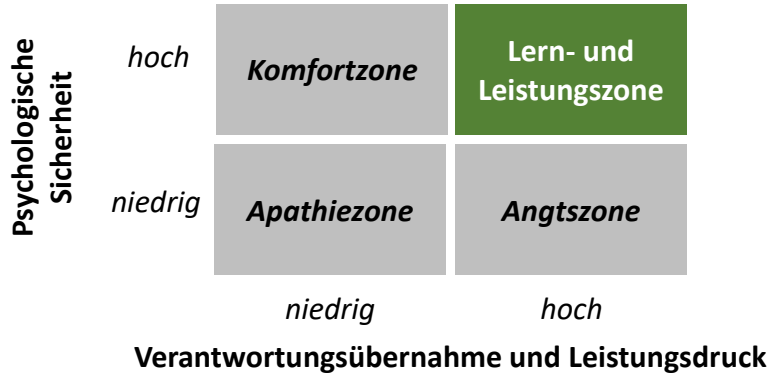 Psychologische
Sicherheit
hoch
Komfortzone
Lern- und
Leistungszone
niedrig
Apathiezone
Angtszone
niedrig
hoch
Verantwortungsübernahme und Leistungsdruck